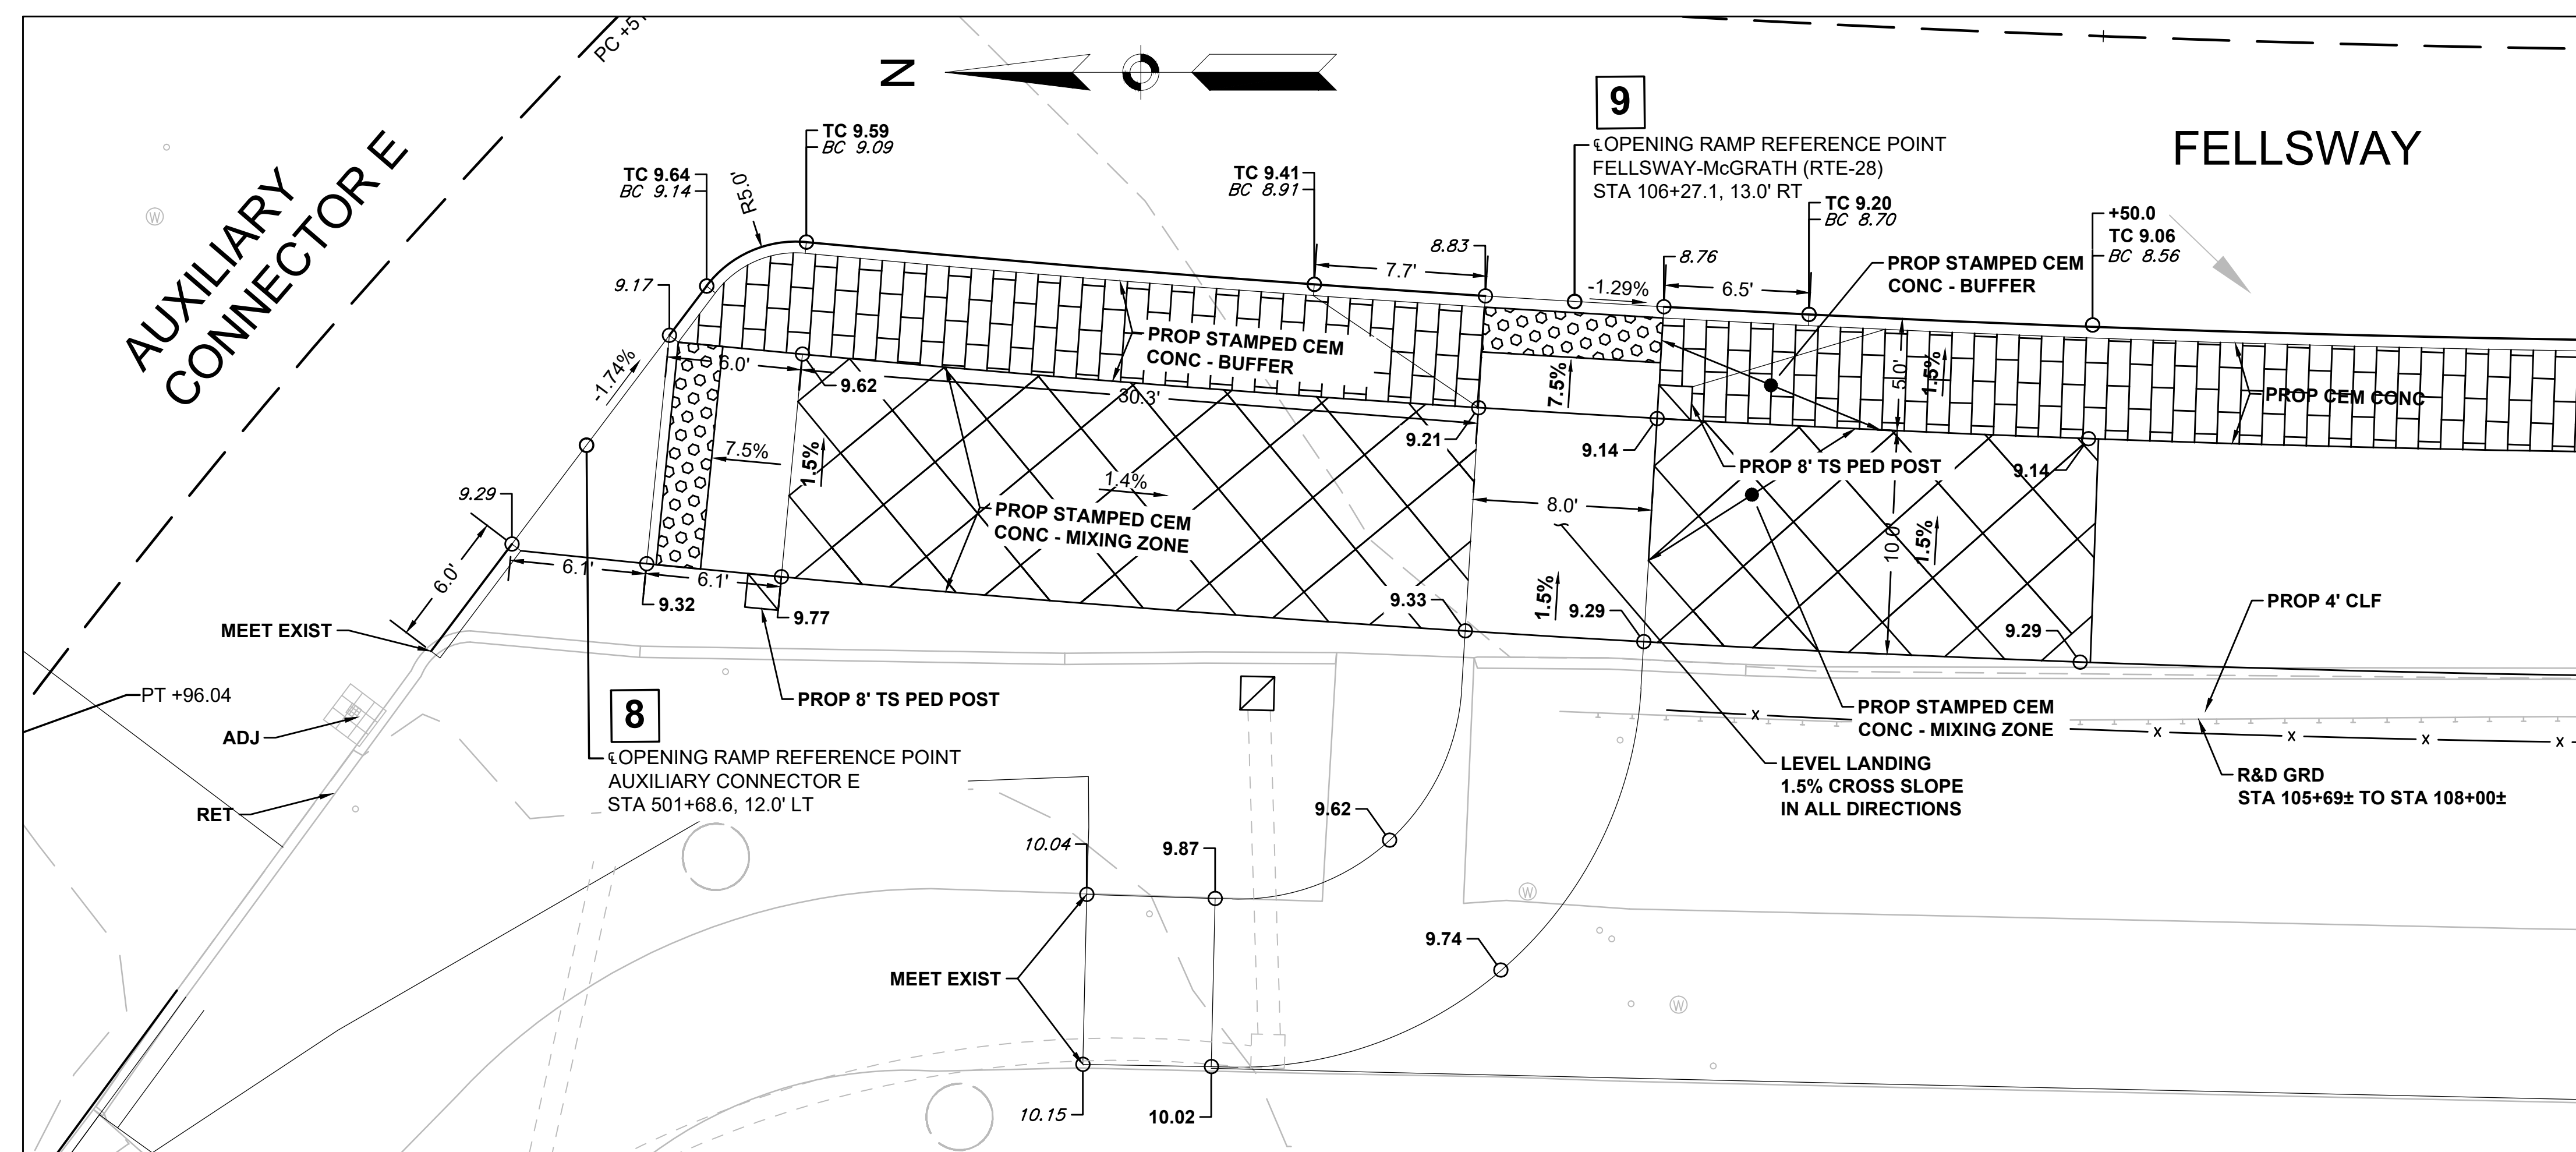 PC +51
N
AUXILIARY
CONNECTOR E
FELLSWAY
TC 9.59
BC 9.09
TC 9.64
BC 9.14
R5.0'
TC 9.41
BC 8.91
9
℄OPENING RAMP REFERENCE POINT
FELLSWAY-McGRATH (RTE-28)
STA 106+27.1, 13.0' RT
TC 9.20
BC 8.70
+50.0
TC 9.06
BC 8.56
8.83
7.7'
-1.29%
8.76
6.5'
PROP STAMPED CEM
CONC - BUFFER
9.17
-1.74%
6.0'
9.62
30.3'
PROP STAMPED CEM
CONC - BUFFER
7.5%
5.0'
1.5%
PROP CEM CONC
9.21
9.14
7.5%
1.5%
1.4%
PROP STAMPED CEM
CONC - MIXING ZONE
8.0'
PROP 8' TS PED POST
9.14
9.29
6.0'
6.1'
6.1'
9.32
9.77
9.33
1.5%
9.29
10.0'
1.5%
9.29
PROP 4' CLF
MEET EXIST
PT +96.04
ADJ
RET
PROP 8' TS PED POST
8
℄OPENING RAMP REFERENCE POINT
AUXILIARY CONNECTOR E
STA 501+68.6, 12.0' LT
PROP STAMPED CEM
CONC - MIXING ZONE
LEVEL LANDING
1.5% CROSS SLOPE
IN ALL DIRECTIONS
R&D GRD
STA 105+69± TO STA 108+00±
x
x
x
x
x
W
W
W
9.62
10.04
9.87
9.74
MEET EXIST
10.15
10.02